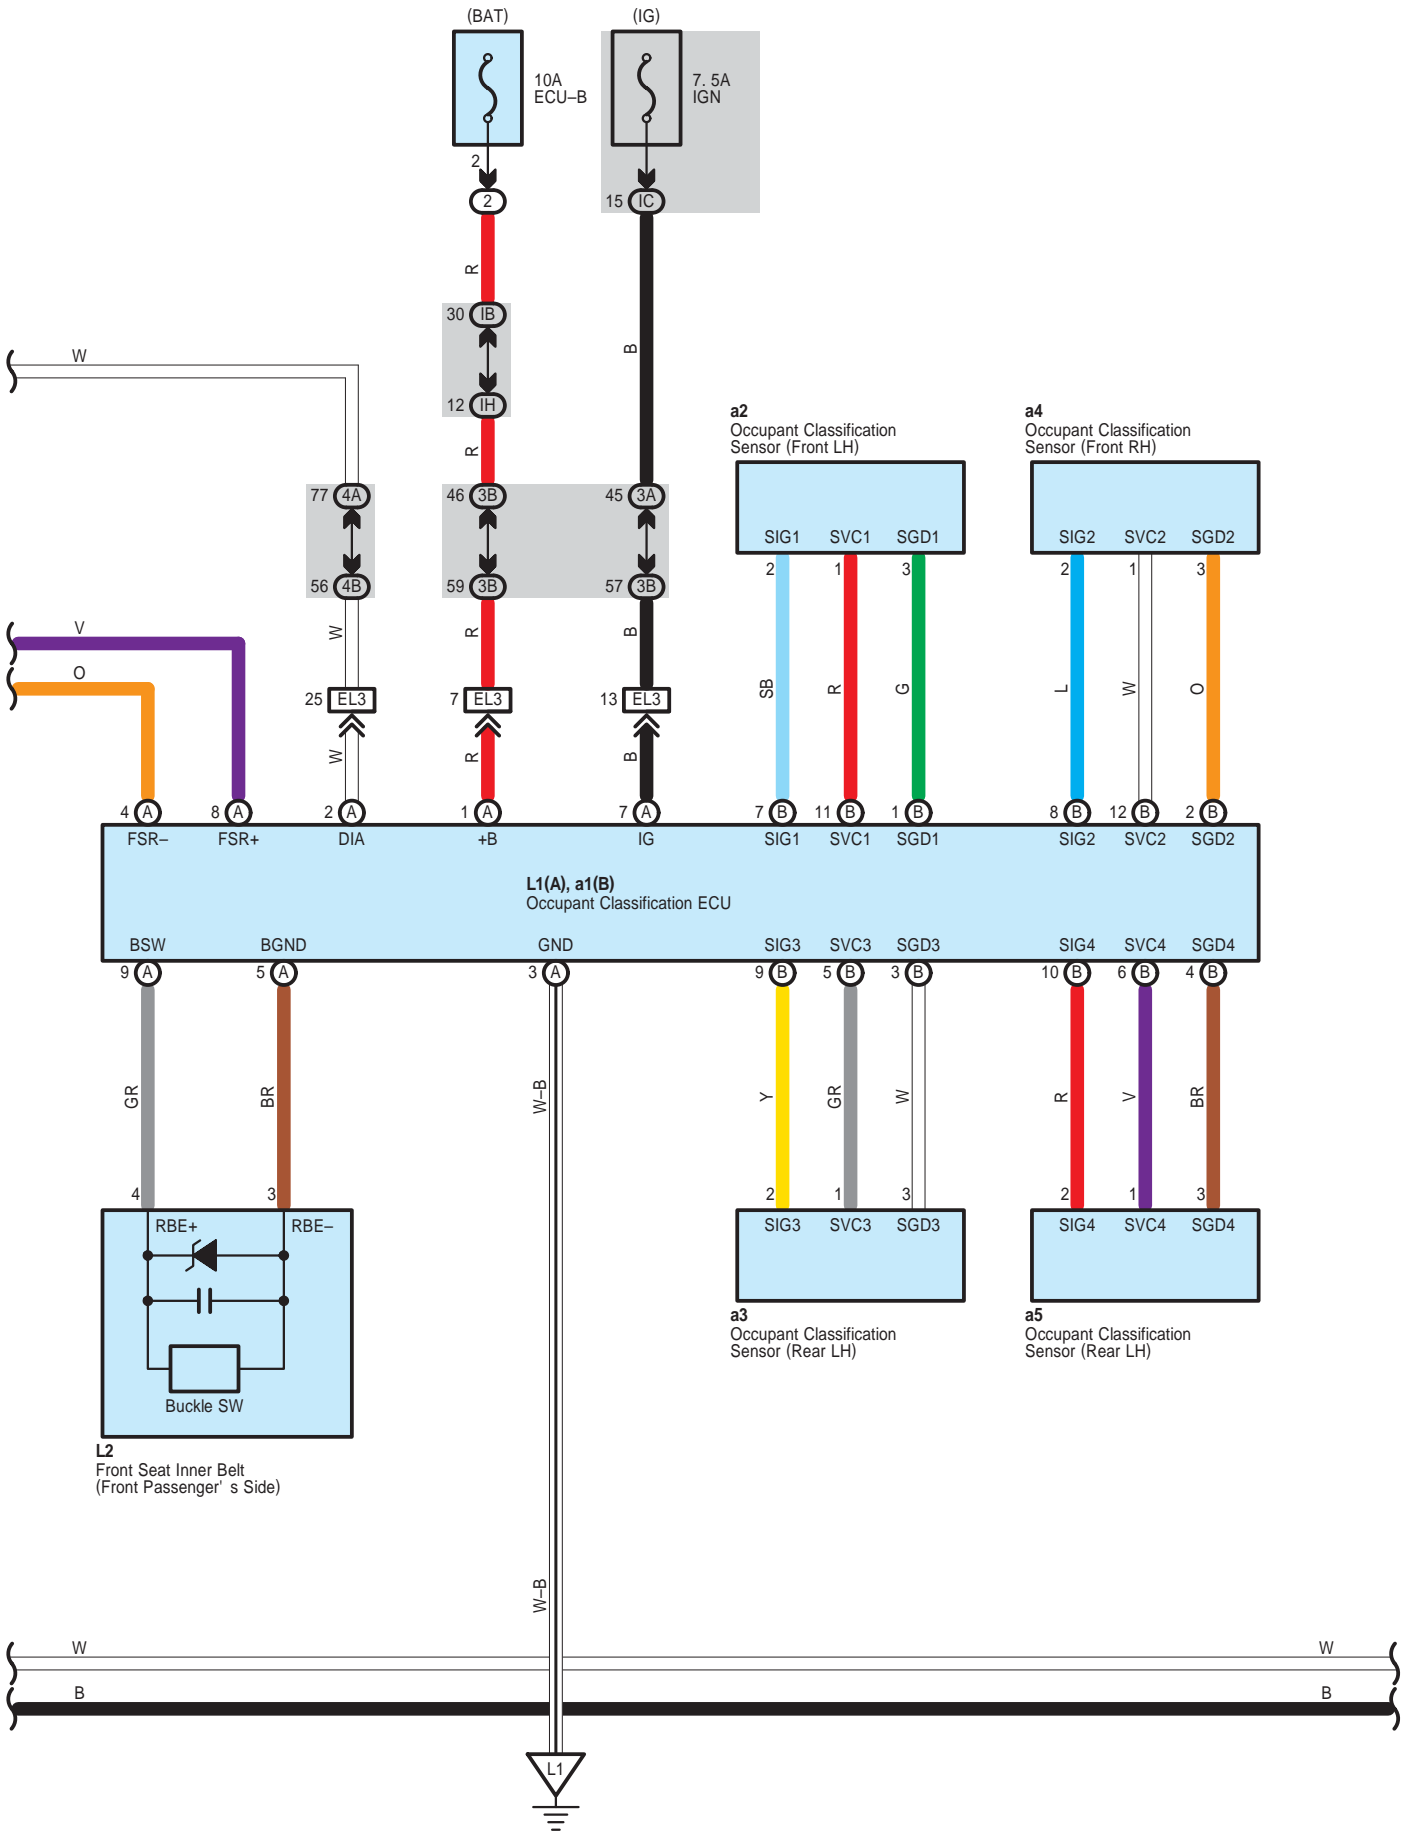 (BAT)
(IG)
10A
ECU–B
7. 5A
IGN
2
2
15 IC
R
30 IB
B
W
12 IH
R
a2
Occupant Classification
Sensor (Front LH)
a4
Occupant Classification
Sensor (Front RH)
77 4A
46 3B
45 3A
SIG1 SVC1 SGD1
SIG2 SVC2 SGD2
2 1 3
2 1 3
56 4B
59 3B
57 3B
V
W
R
B
O
SB
R
G
L
W
O
25 EL3
7 EL3
13 EL3
W
R
B
4 A
8 A
2 A
1 A
7 A
7 B
11 B
1 B
8 B
12 B
2 B
FSR– FSR+ DIA +B IG SIG1 SVC1 SGD1 SIG2 SVC2 SGD2
L1(A), a1(B)
Occupant Classification ECU
BSW BGND GND SIG3 SVC3 SGD3 SIG4 SVC4 SGD4
9 A
5 A
3 A
9 B
5 B
3 B
10 B
6 B
4 B
GR
BR
W–B
Y
GR
W
R
V
BR
4 3
2 1 3
2 1 3
RBE+ RBE–
SIG3 SVC3 SGD3
SIG4 SVC4 SGD4
a3
Occupant Classification
Sensor (Rear LH)
a5
Occupant Classification
Sensor (Rear LH)
Buckle SW
L2
Front Seat Inner Belt
(Front Passenger' s Side)
W–B
W W
B B
L1